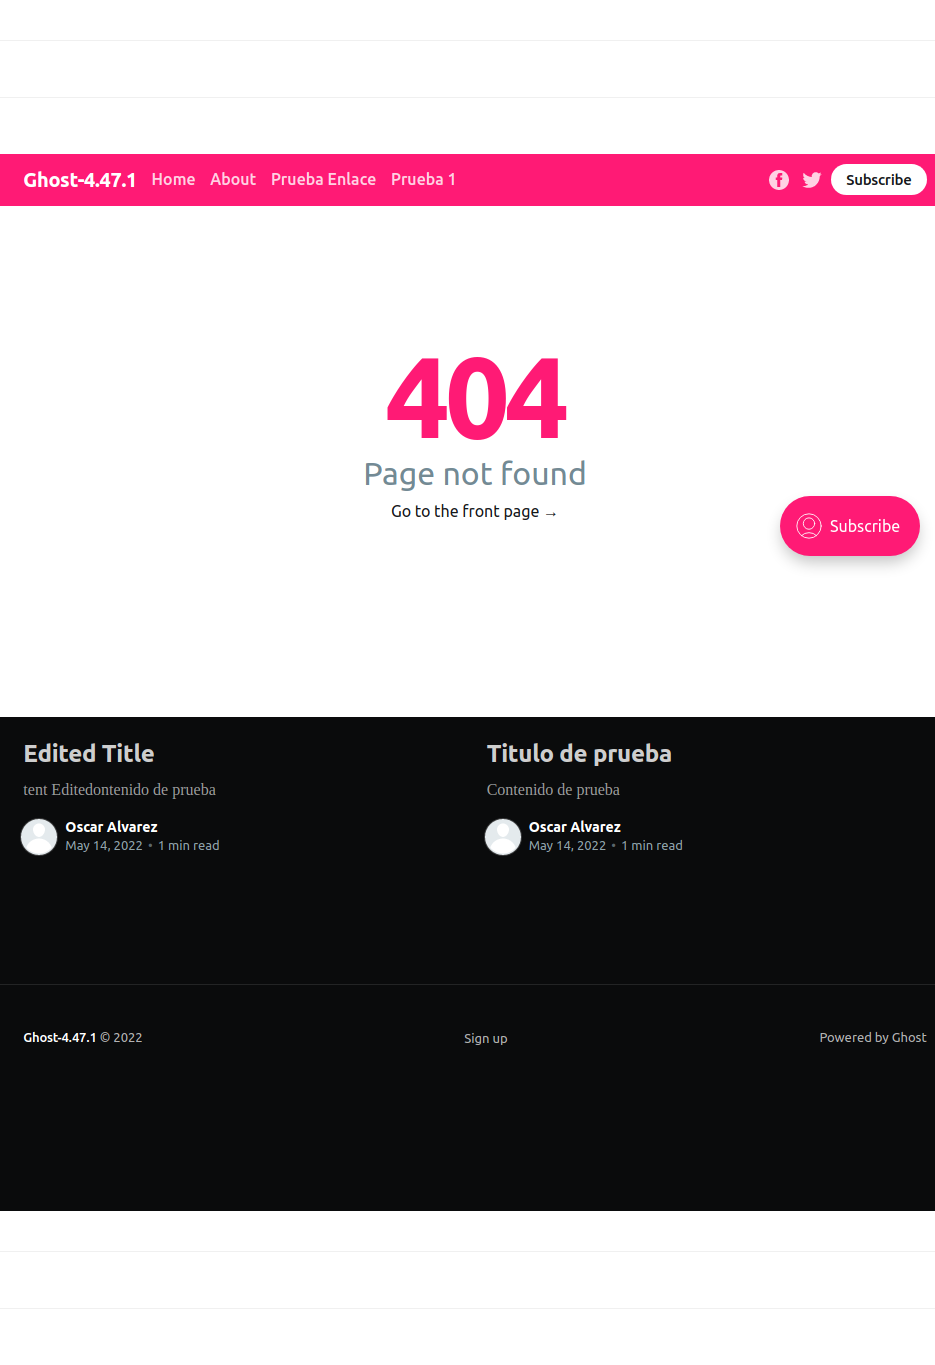 Ghost-4.47.1 Home About Prueba Enlace Prueba 1 Subscribe
404
Page not found
Go to the front page →
Subscribe
Edited Title
tent Editedontenido de prueba
Oscar Alvarez
May 14, 2022 • 1 min read
Titulo de prueba
Contenido de prueba
Oscar Alvarez
May 14, 2022 • 1 min read
Ghost-4.47.1 © 2022
Sign up
Powered by Ghost